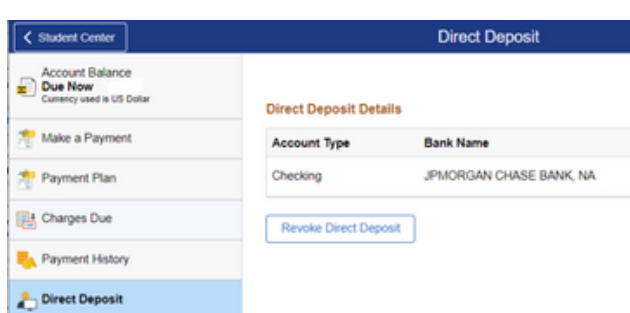 Student Center
Direct Deposit
Account Balance
Due Now
Currency used is US Dollar
Make a Payment
Payment Plan
Charges Due
Payment History
Direct Deposit
Direct Deposit Details
Account Type Bank Name
Checking JPMORGAN CHASE BANK, NA
Revoke Direct Deposit